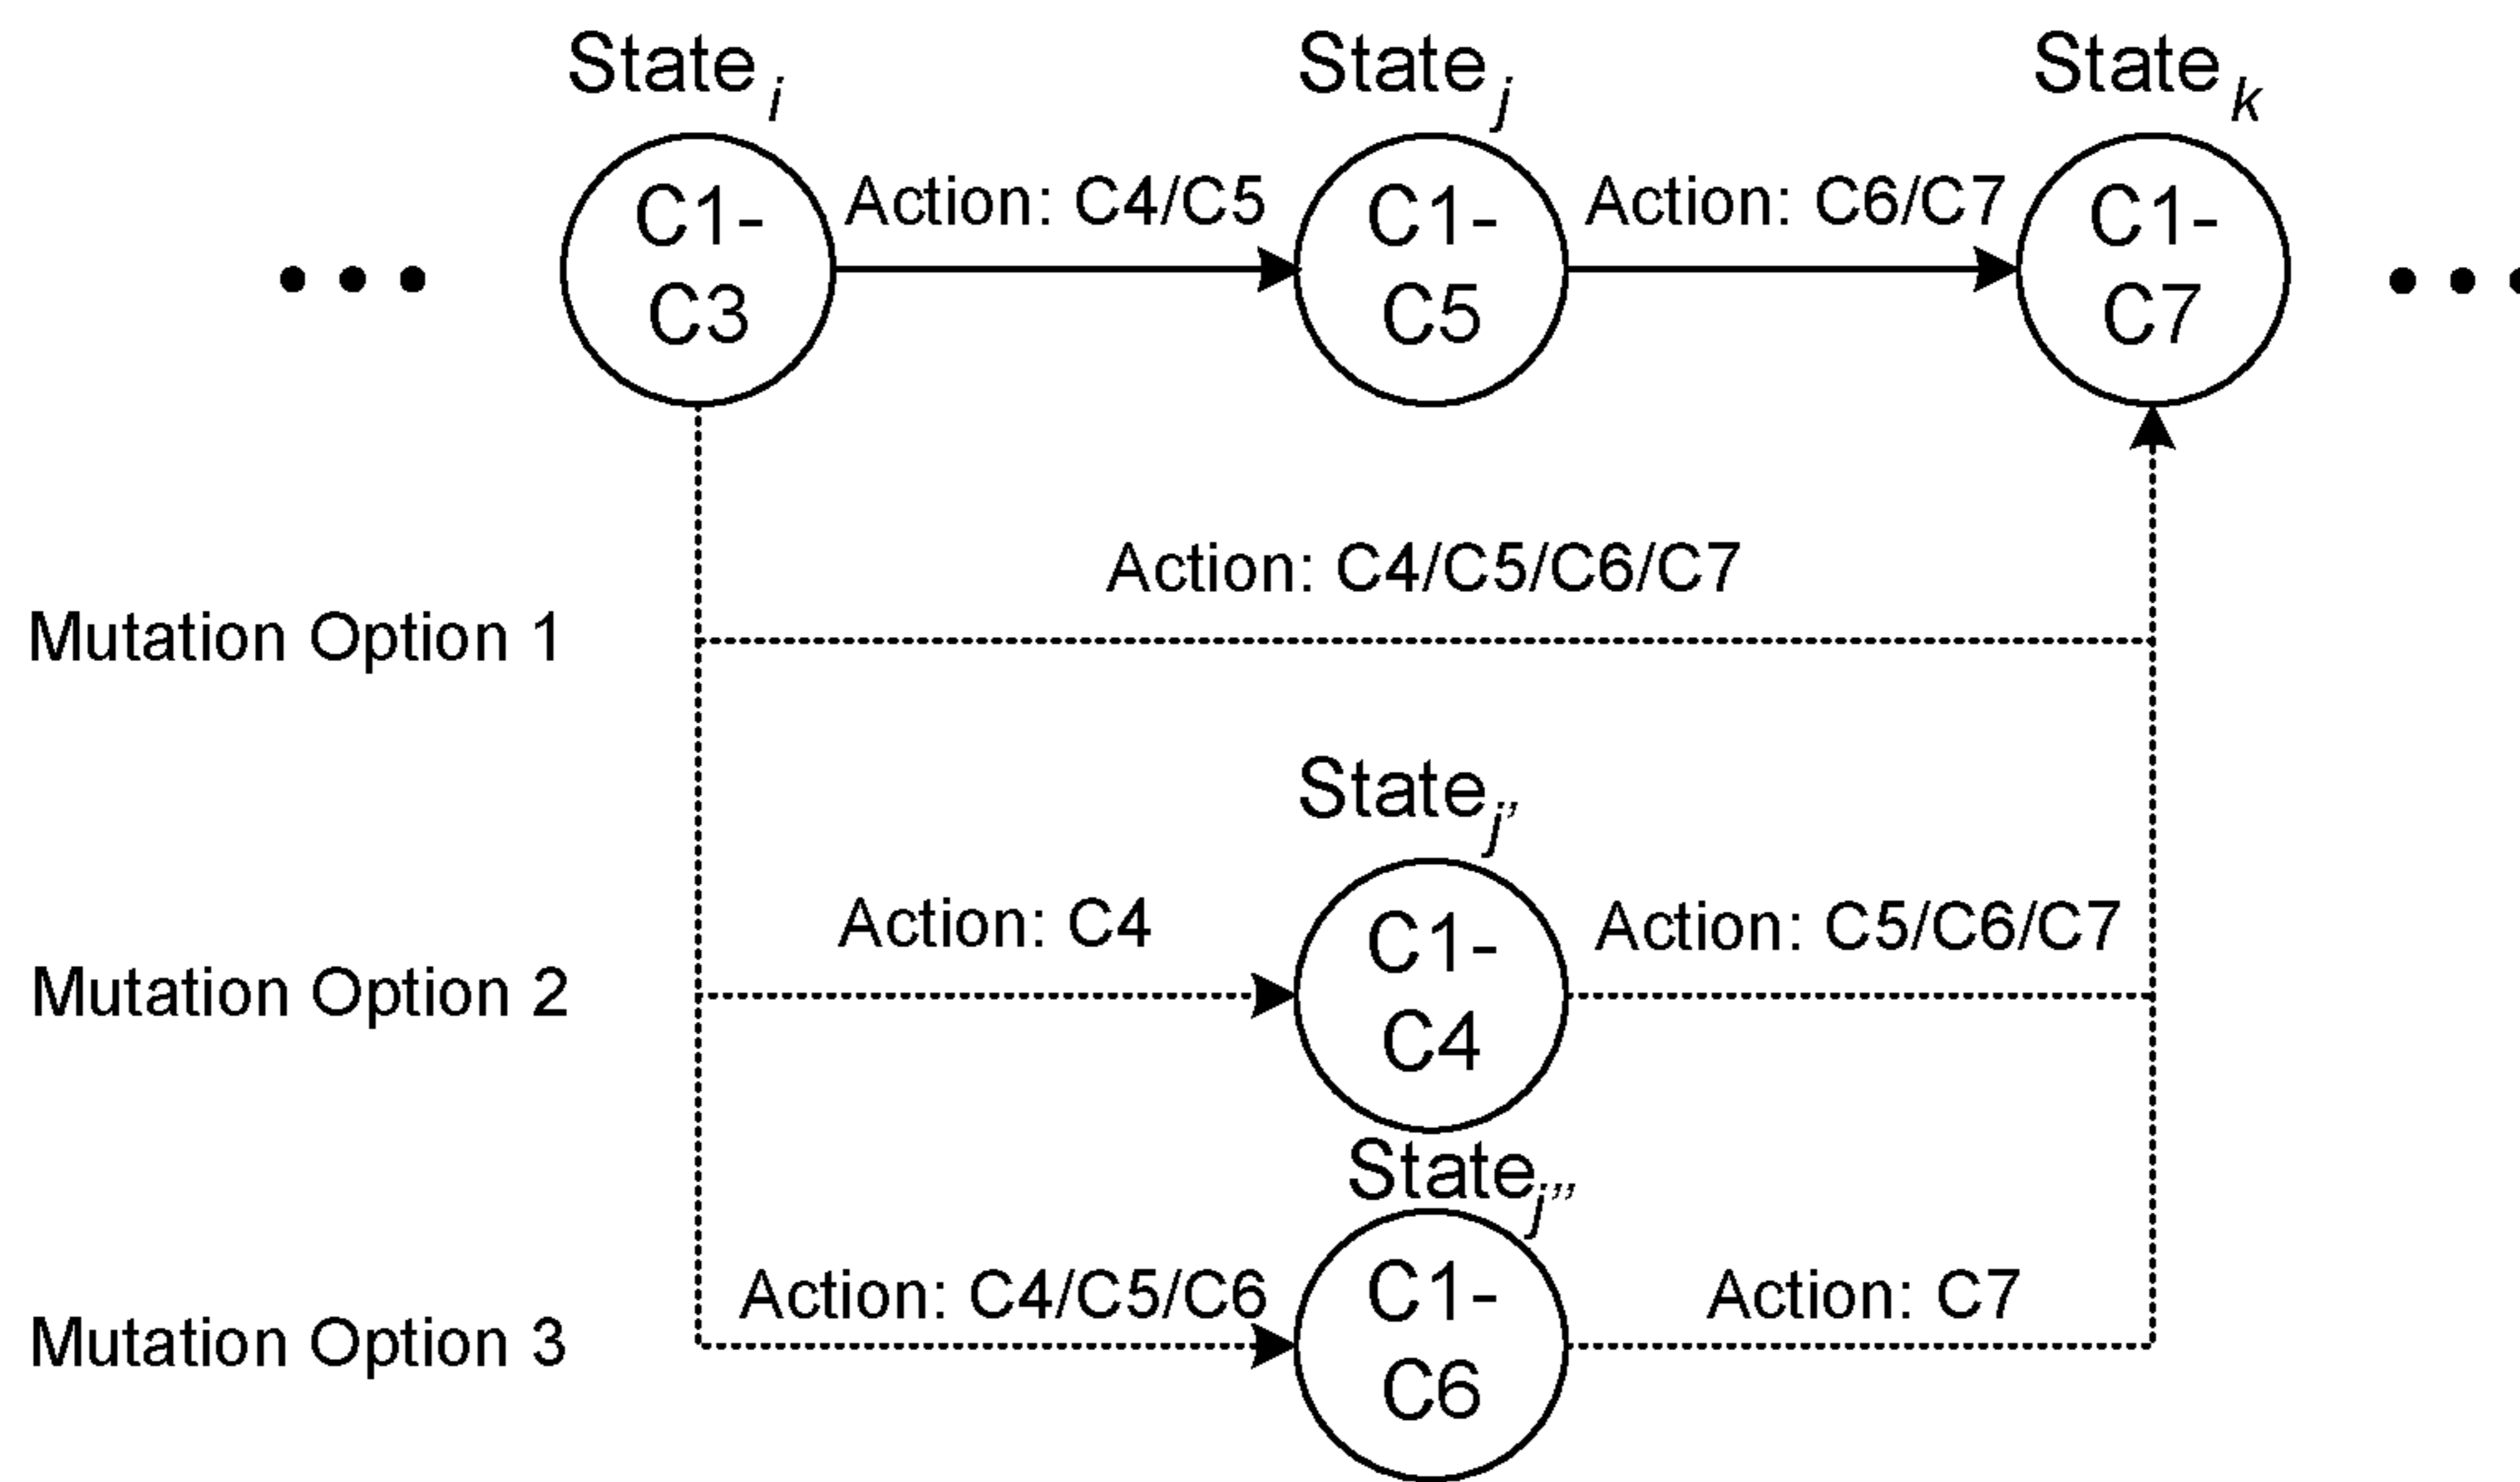 State i State j State k
C1-
C3
Action: C4/C5
C1-
C5
Action: C6/C7
C1-
C7
Action: C4/C5/C6/C7
Mutation Option 1
State j'
Mutation Option 2
Action: C4
C1-
C4
Action: C5/C6/C7
State j''
Mutation Option 3
Action: C4/C5/C6
C1-
C6
Action: C7